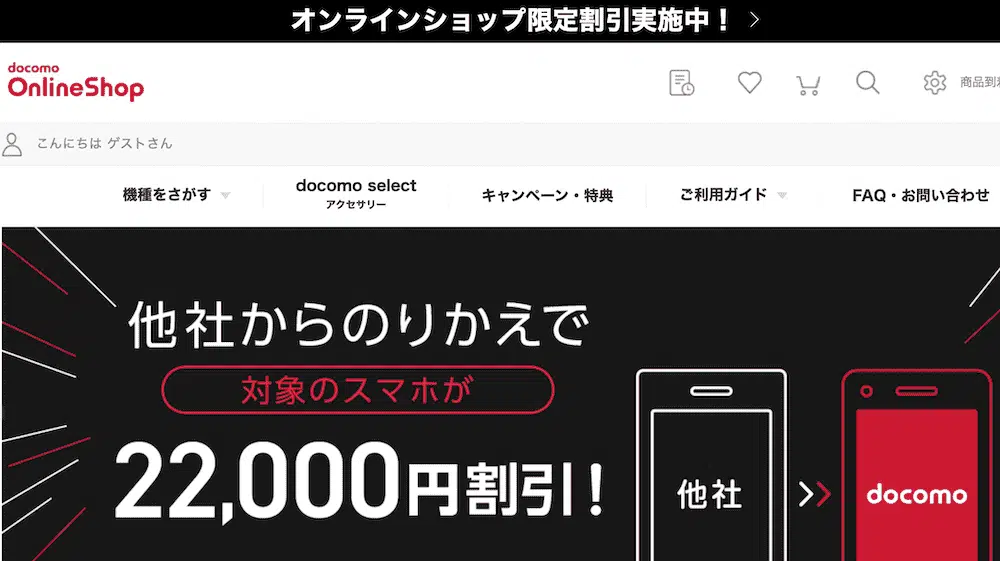 オンラインショップ限定割引実施中！
docomo
OnlineShop
商品到
こんにちは ゲストさん
機種をさがす
docomo select
アクセサリー
キャンペーン・特典
ご利用ガイド
FAQ・お問い合わせ
他社からのりかえで
対象のスマホが
22,000円割引！
他社
docomo